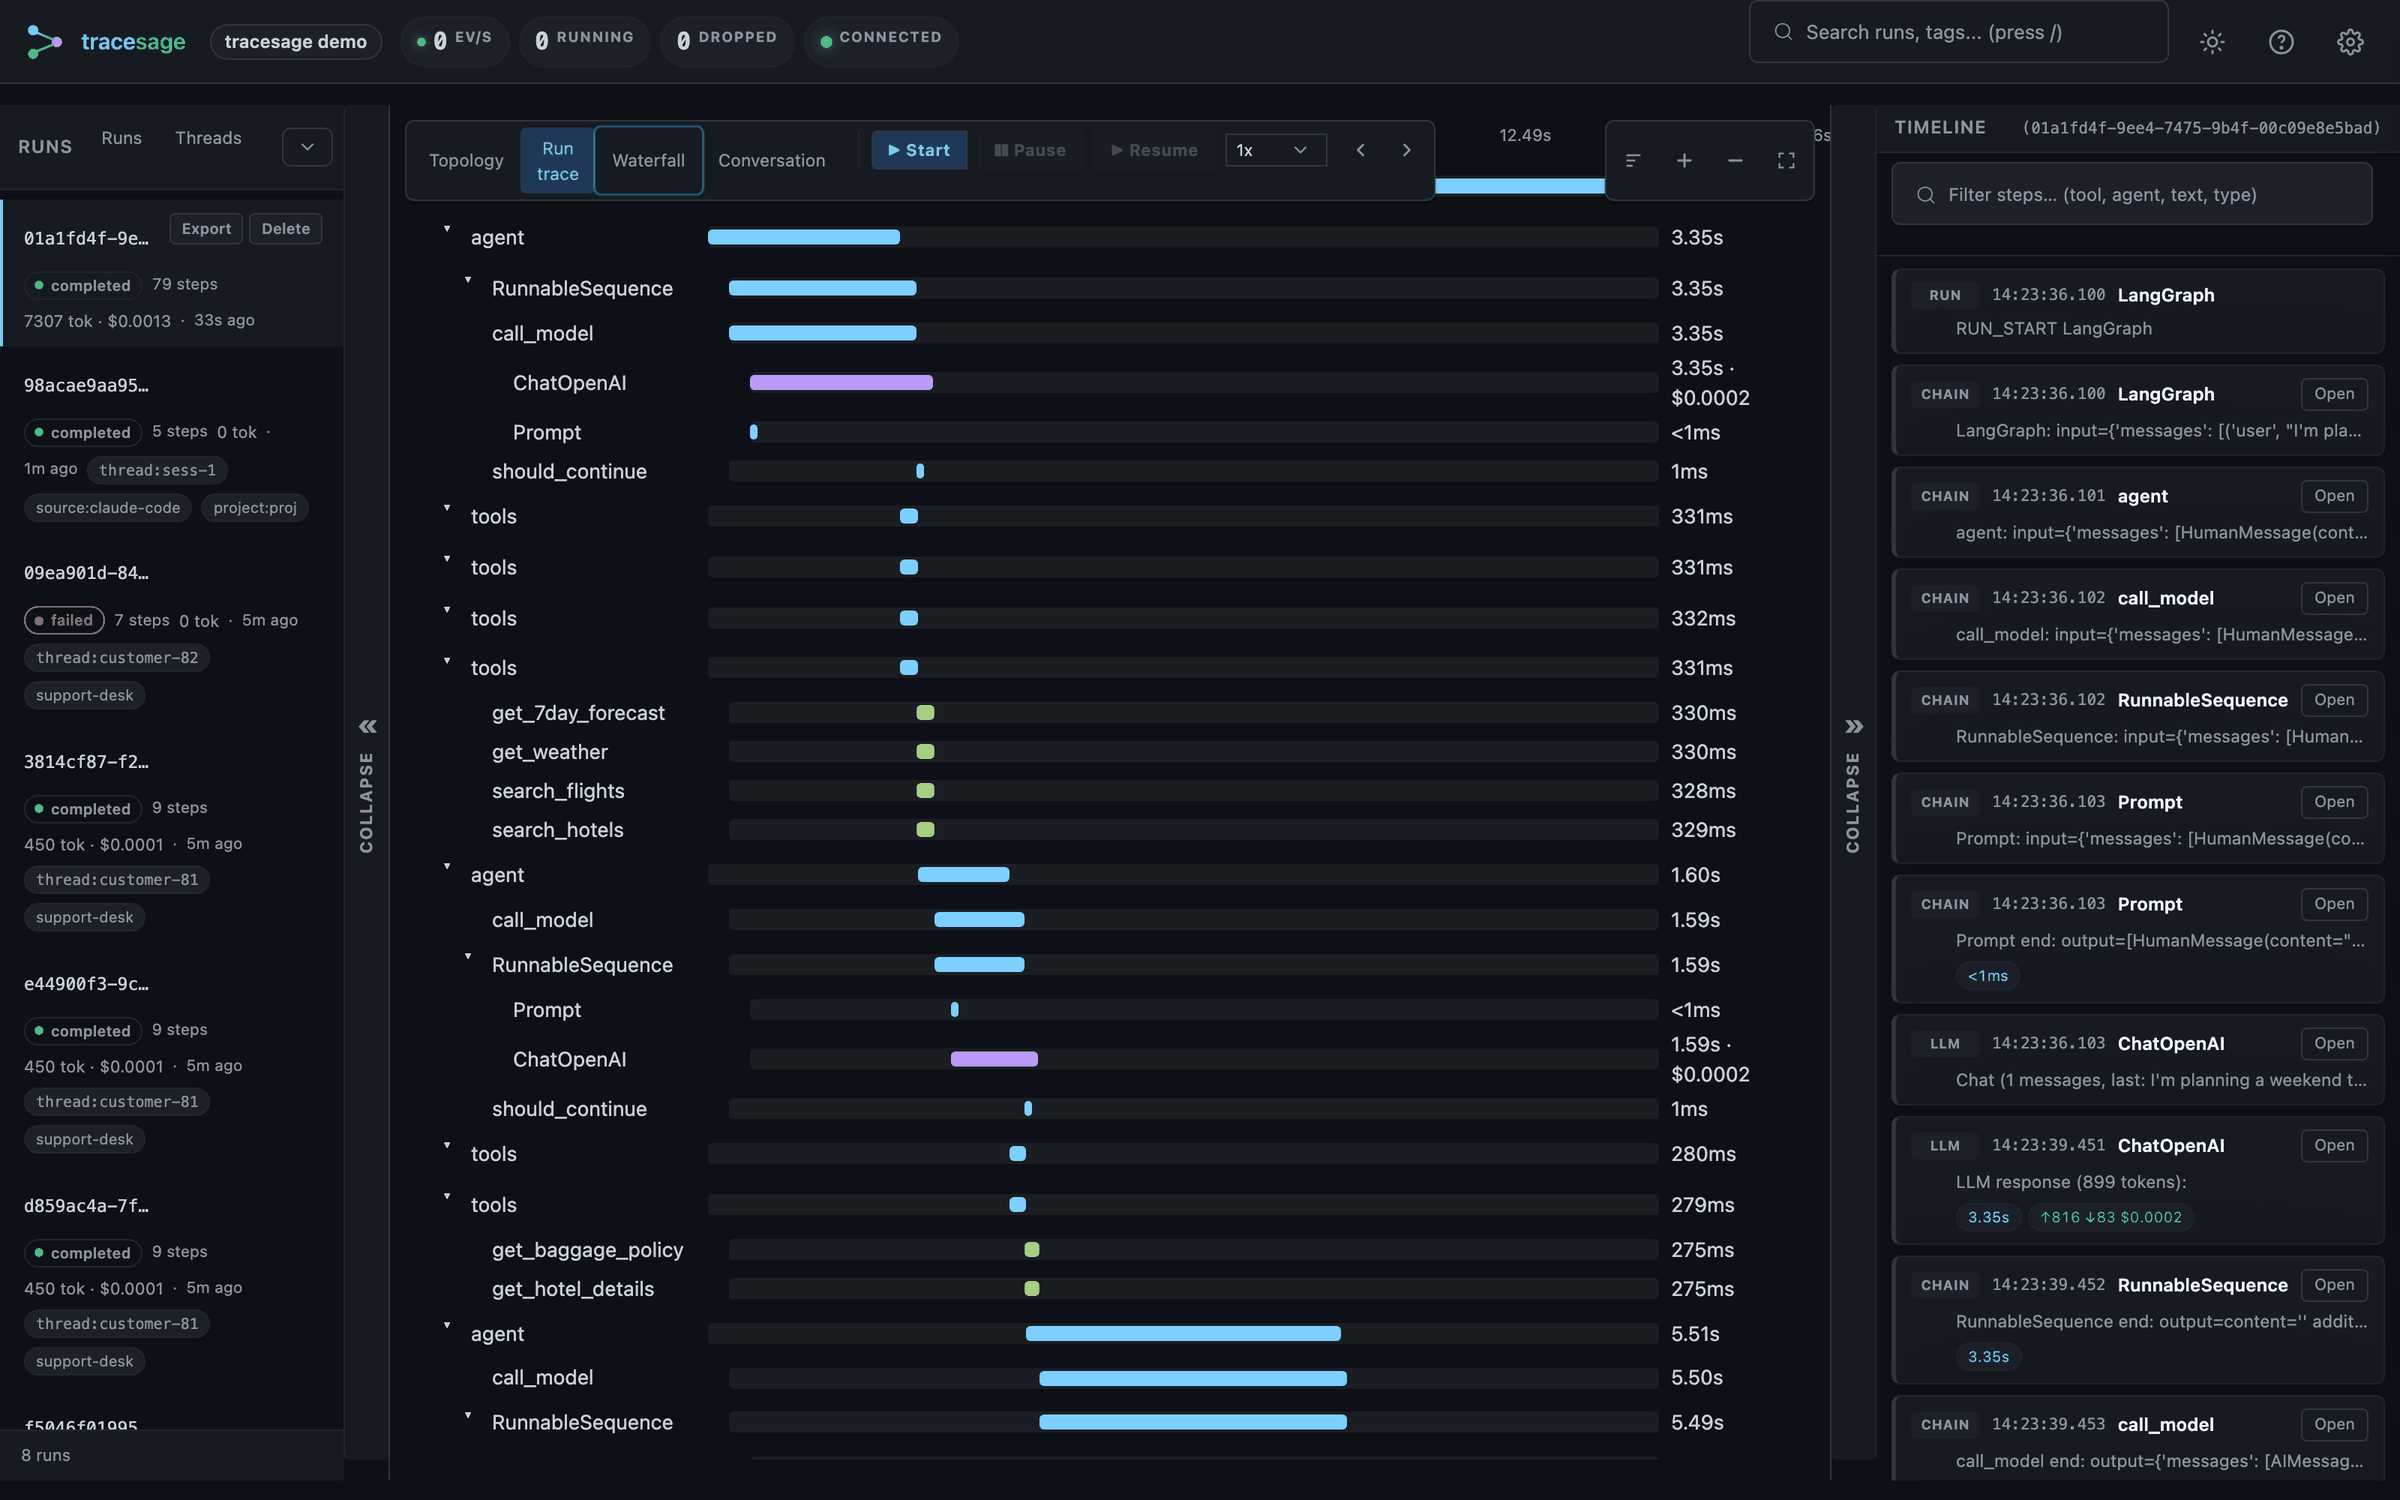 tracesage
tracesage demo
0 EV/S
0 RUNNING
0 DROPPED
CONNECTED
Search runs, tags... (press /)
RUNS
Runs
Threads
01a1fd4f-9e…
Export
Delete
completed
79 steps
7307 tok · $0.0013 · 33s ago
98acae9aa95…
completed
5 steps 0 tok ·
1m ago
thread:sess-1
source:claude-code
project:proj
09ea901d-84…
failed
7 steps 0 tok · 5m ago
thread:customer-82
support-desk
3814cf87-f2…
completed
9 steps
450 tok · $0.0001 · 5m ago
thread:customer-81
support-desk
e44900f3-9c…
completed
9 steps
450 tok · $0.0001 · 5m ago
thread:customer-81
support-desk
d859ac4a-7f…
completed
9 steps
450 tok · $0.0001 · 5m ago
thread:customer-81
support-desk
f5046f01995
8 runs
COLLAPSE
Topology
Run trace
Waterfall
Conversation
Start
Pause
Resume
1x
12.49s
6s
agent 3.35s
RunnableSequence 3.35s
call_model 3.35s
ChatOpenAI 3.35s · $0.0002
Prompt <1ms
should_continue 1ms
tools 331ms
tools 331ms
tools 332ms
tools 331ms
get_7day_forecast 330ms
get_weather 330ms
search_flights 328ms
search_hotels 329ms
agent 1.60s
call_model 1.59s
RunnableSequence 1.59s
Prompt <1ms
ChatOpenAI 1.59s · $0.0002
should_continue 1ms
tools 280ms
tools 279ms
get_baggage_policy 275ms
get_hotel_details 275ms
agent 5.51s
call_model 5.50s
RunnableSequence 5.49s
COLLAPSE
TIMELINE (01a1fd4f-9ee4-7475-9b4f-00c09e8e5bad)
Filter steps... (tool, agent, text, type)
RUN 14:23:36.100 LangGraph
RUN_START LangGraph
CHAIN 14:23:36.100 LangGraph Open
LangGraph: input={'messages': [('user', "I'm pla...
CHAIN 14:23:36.101 agent Open
agent: input={'messages': [HumanMessage(cont...
CHAIN 14:23:36.102 call_model Open
call_model: input={'messages': [HumanMessage...
CHAIN 14:23:36.102 RunnableSequence Open
RunnableSequence: input={'messages': [Human...
CHAIN 14:23:36.103 Prompt Open
Prompt: input={'messages': [HumanMessage(co...
CHAIN 14:23:36.103 Prompt Open
Prompt end: output=[HumanMessage(content="...
<1ms
LLM 14:23:36.103 ChatOpenAI Open
Chat (1 messages, last: I'm planning a weekend t...
LLM 14:23:39.451 ChatOpenAI Open
LLM response (899 tokens):
3.35s ↑816 ↓83 $0.0002
CHAIN 14:23:39.452 RunnableSequence Open
RunnableSequence end: output=content='' addit...
3.35s
CHAIN 14:23:39.453 call_model Open
call_model end: output={'messages': [AIMessag...